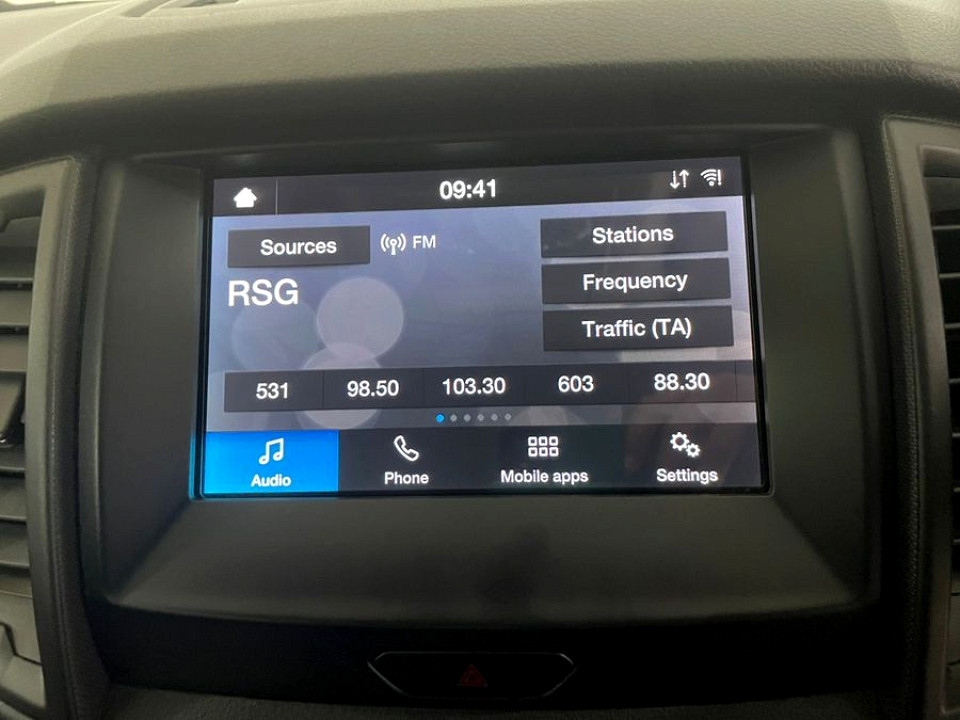 09:41
Sources FM
RSG
Stations
Frequency
Traffic (TA)
531 98.50 103.30 603 88.30
Audio Phone Mobile apps Settings